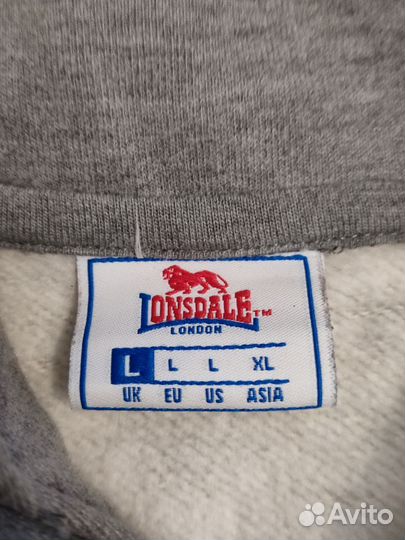 LONSDALE™
LONDON
L L L XL
UK EU US ASIA
Avito